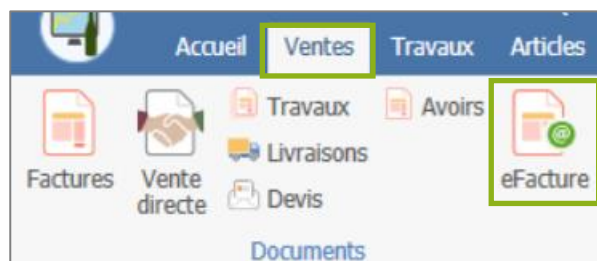 Accueil Ventes Travaux Articles
Factures
Vente
directe
Travaux
Livraisons
Devis
Avoirs
@
eFacture
Documents